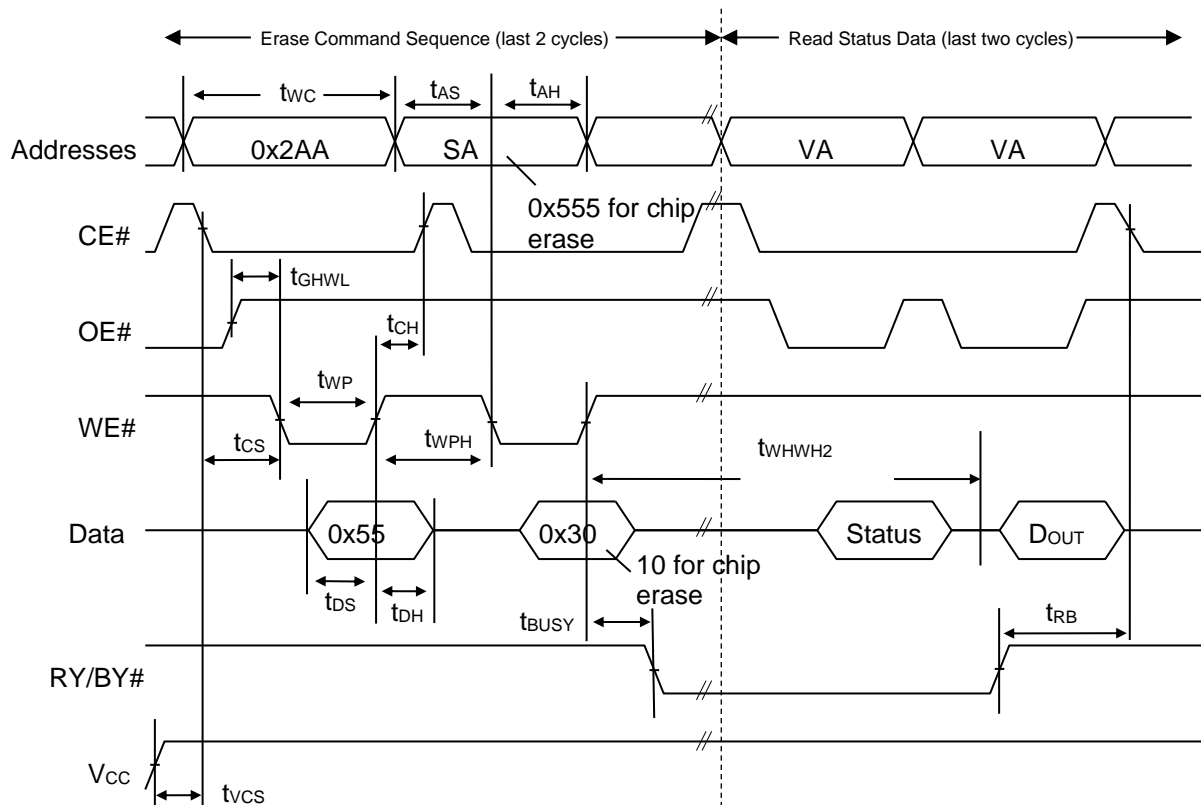 Erase Command Sequence (last 2 cycles)
Read Status Data (last two cycles)
tWC
tAS
tAH
Addresses
0x2AA
SA
VA
VA
0x555 for chip
erase
CE#
tGHWL
OE#
tCH
tWP
WE#
tCS
tWPH
tWHWH2
Data
0x55
0x30
Status
DOUT
10 for chip
erase
tDS
tDH
tBUSY
tRB
RY/BY#
VCC
tVCS